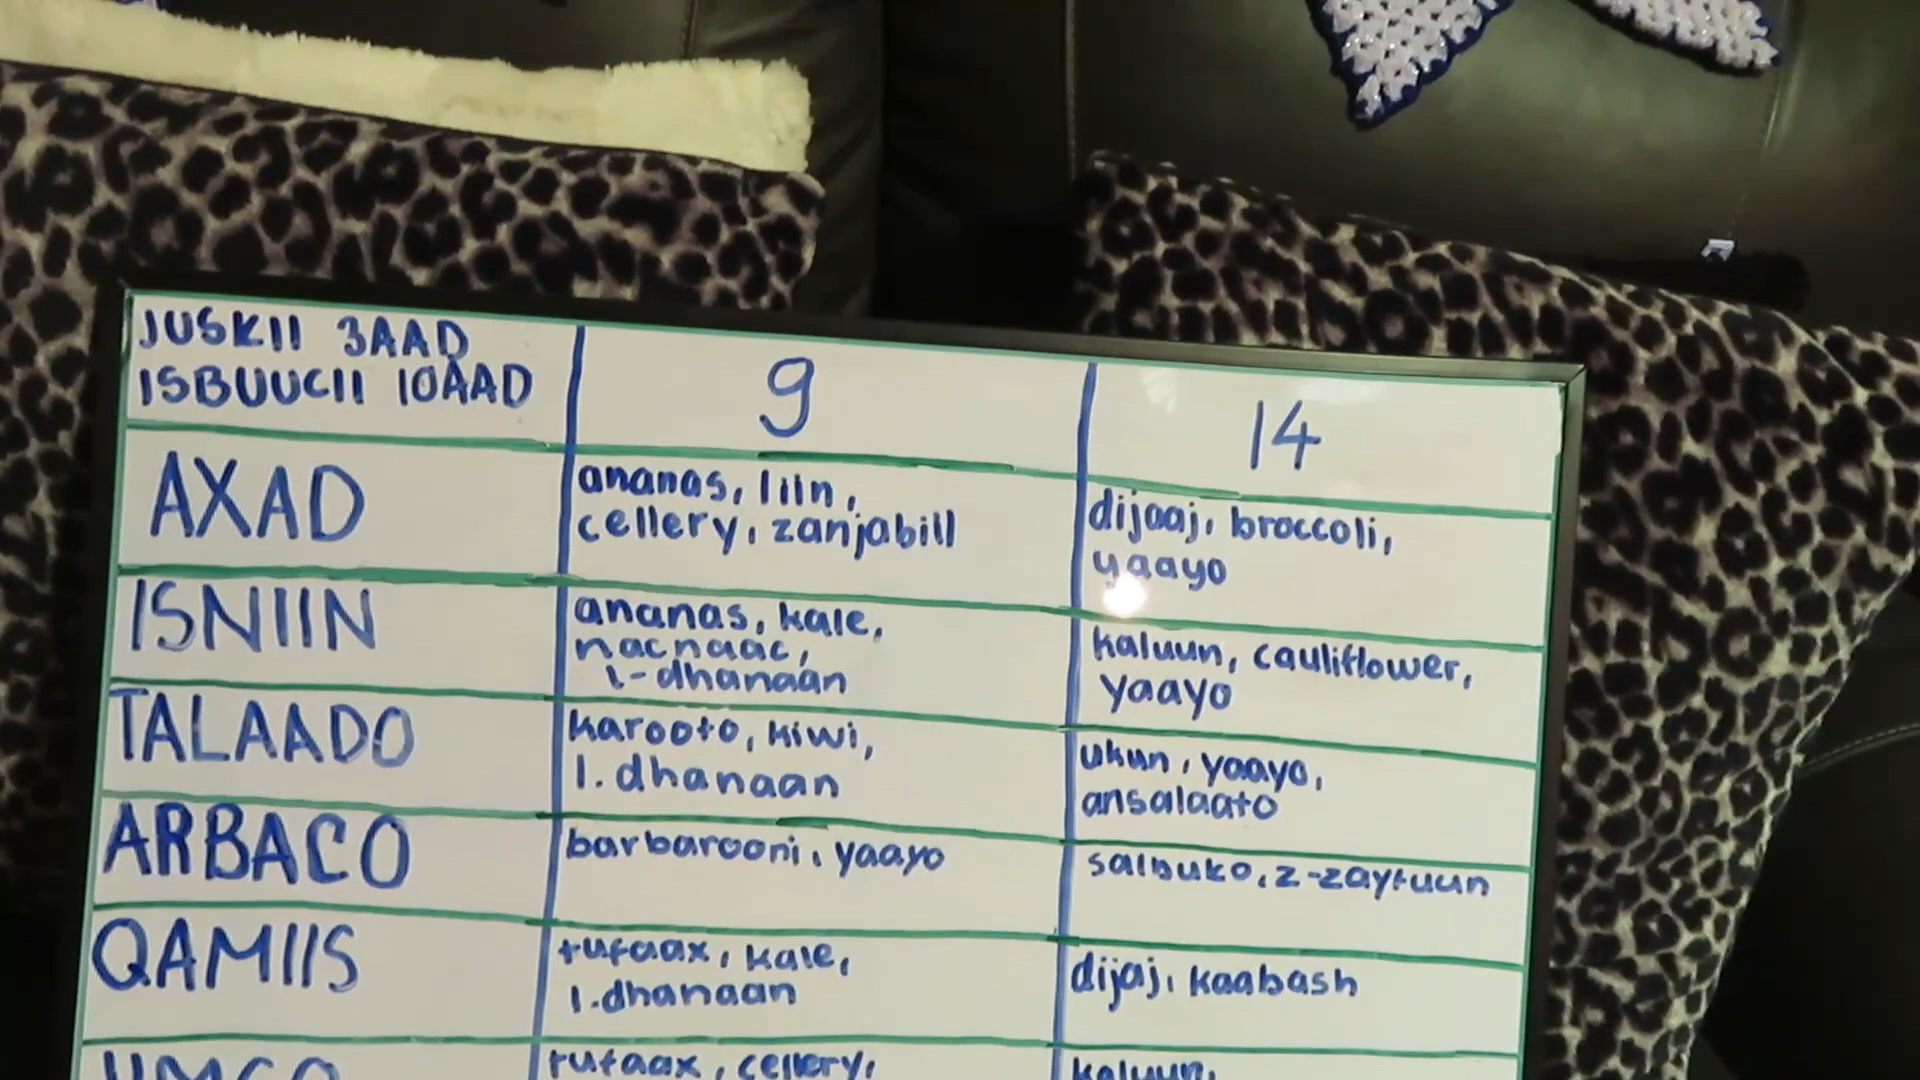 JUSKII 3AAD
ISBUUCII 10AAD
9
14
AXAD
ananas, liin,
cellery, zanjabill
dijaaj, broccoli,
yaayo
ISNIIN
ananas, kale,
nacnaac,
l-dhanaan
kaluun, cauliflower,
yaayo
TALAADO
karooto, kiwi,
l.dhanaan
ukun, yaayo,
ansalaato
ARBACO
barbarooni, yaayo
salbuko, z-zaytuun
QAMIIS
tufaax, kale,
l.dhanaan
dijaj, kaabash
tufaax, cellery,
kaluun,